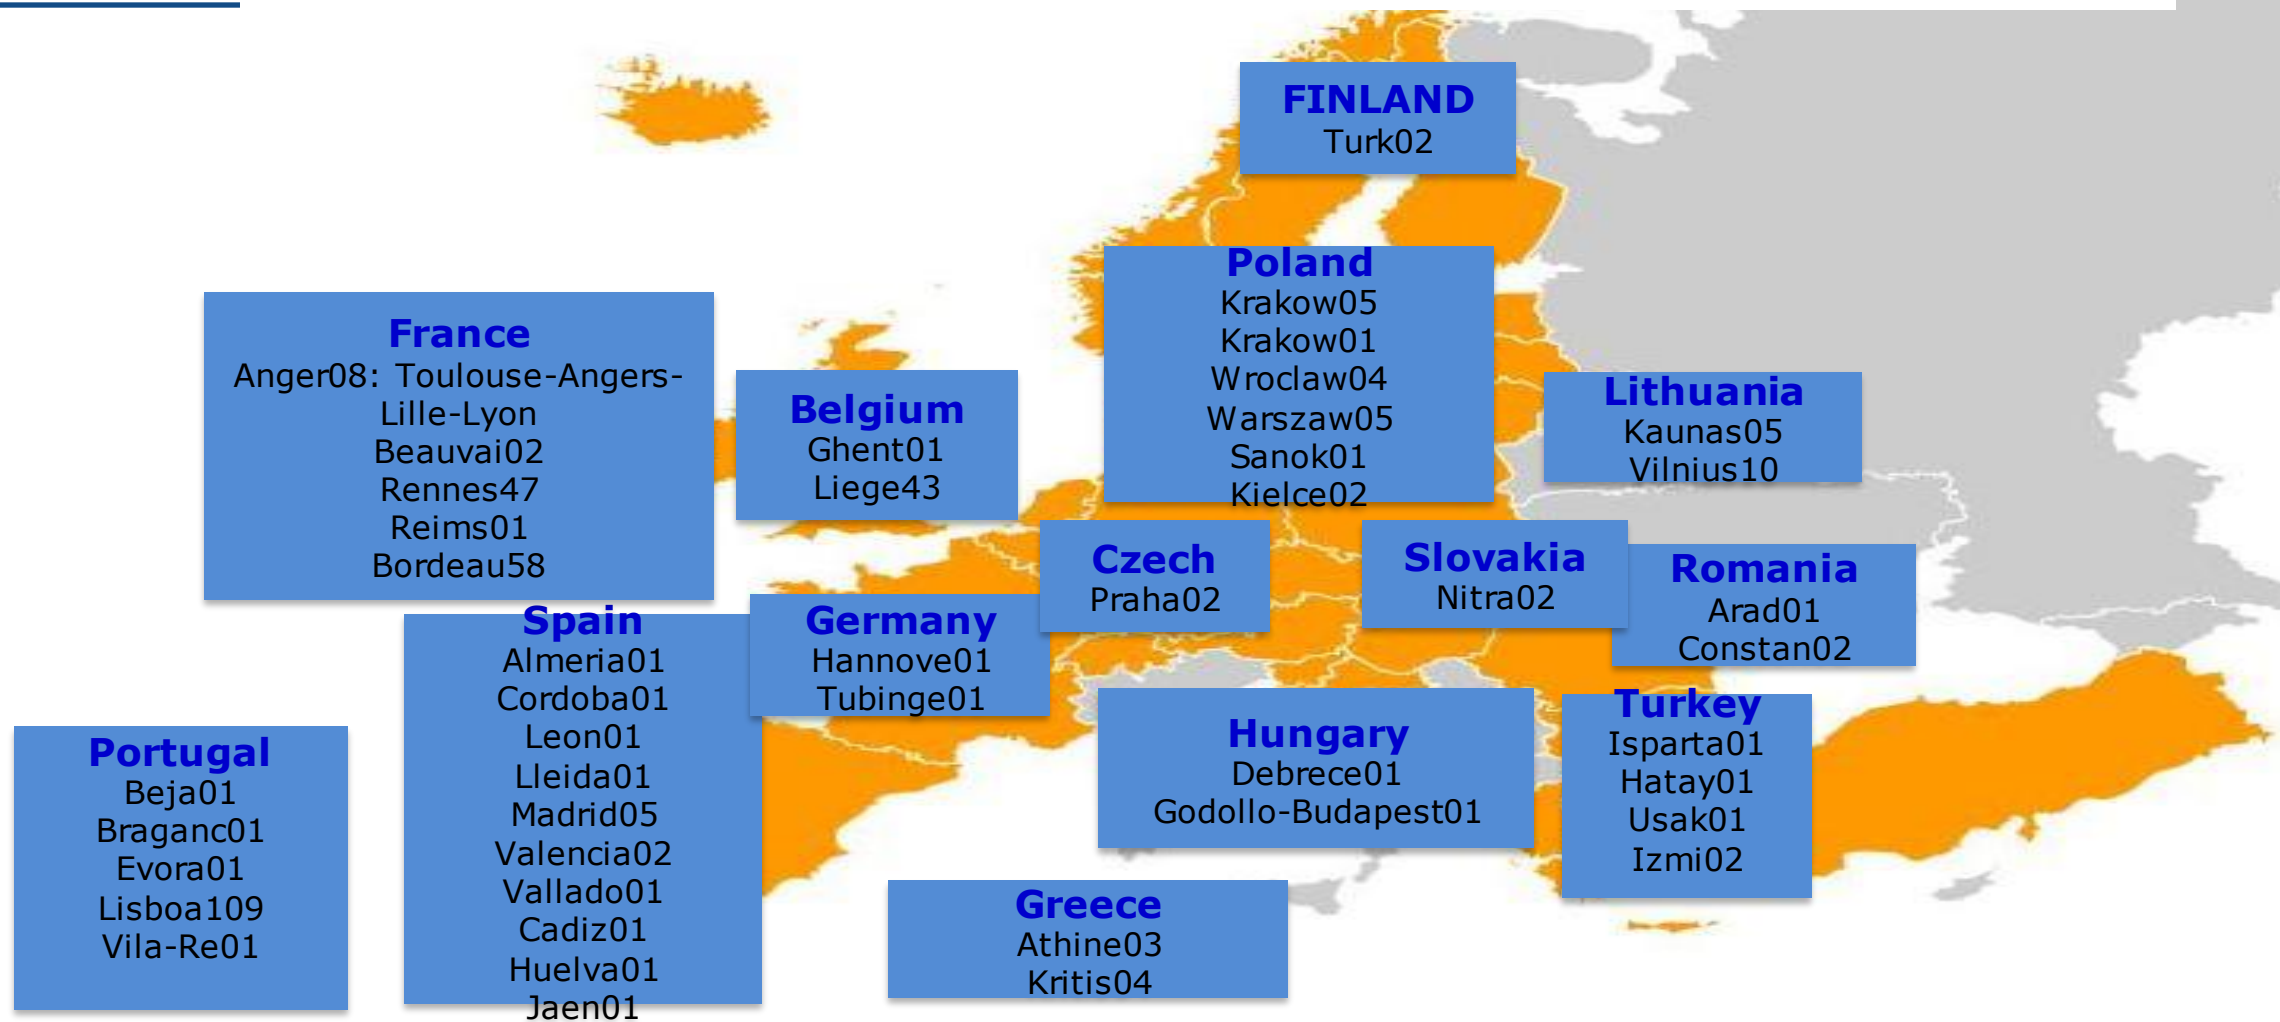 FINLAND
Turk02
Poland
Krakow05
Krakow01
Wroclaw04
Warszaw05
Sanok01
Kielce02
France
Anger08: Toulouse-Angers-
Lille-Lyon
Beauvai02
Rennes47
Reims01
Bordeau58
Belgium
Ghent01
Liege43
Lithuania
Kaunas05
Vilnius10
Czech
Praha02
Slovakia
Nitra02
Romania
Arad01
Constan02
Spain
Almeria01
Cordoba01
Leon01
Lleida01
Madrid05
Valencia02
Vallado01
Cadiz01
Huelva01
Jaen01
Germany
Hannove01
Tubinge01
Hungary
Debrece01
Godollo-Budapest01
Turkey
Isparta01
Hatay01
Usak01
Izmi02
Portugal
Beja01
Braganc01
Evora01
Lisboa109
Vila-Re01
Greece
Athine03
Kritis04